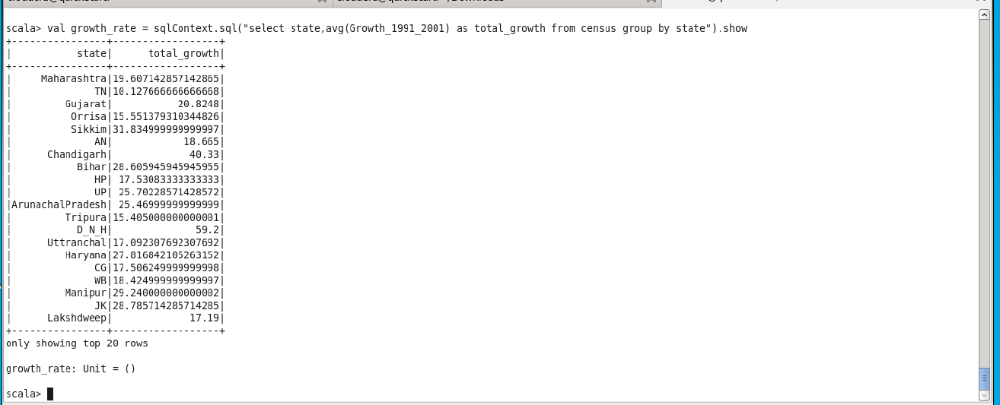 scala> val growth_rate = sqlContext.sql("select state,avg(Growth_1991_2001) as total_growth from census group by state").show
+----------------+------------------+
|           state|      total_growth|
+----------------+------------------+
|     Maharashtra|19.607142857142865|
|              TN|10.127666666666668|
|         Gujarat|           20.8248|
|          Orrisa|15.551379310344826|
|          Sikkim|31.834999999999997|
|              AN|            18.665|
|      Chandigarh|             40.33|
|           Bihar|28.605945945945955|
|              HP| 17.53083333333333|
|              UP| 25.70228571428572|
|ArunachalPradesh| 25.46999999999999|
|         Tripura|15.405000000000001|
|           D_N_H|              59.2|
|      Uttranchal|17.092307692307692|
|         Haryana|27.816842105263152|
|              CG|17.506249999999998|
|              WB|18.424999999999997|
|         Manipur|29.240000000000002|
|              JK|28.785714285714285|
|      Lakshdweep|             17.19|
+----------------+------------------+
only showing top 20 rows
growth_rate: Unit = ()
scala>